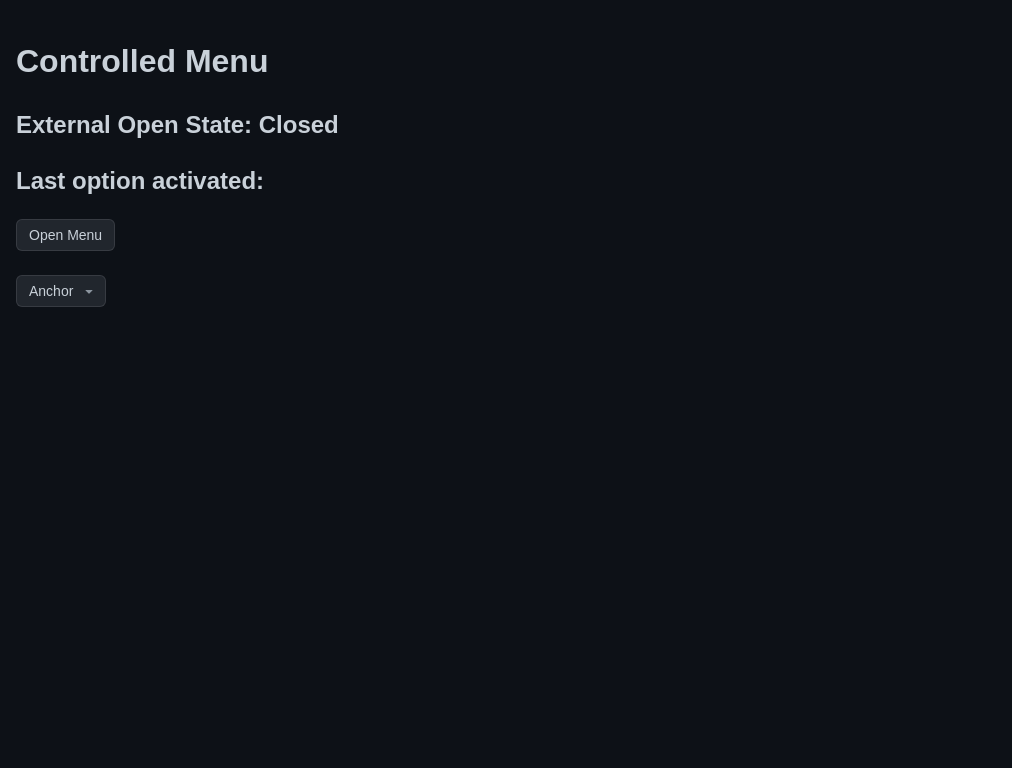 Controlled Menu
External Open State: Closed
Last option activated:
Open Menu
Anchor